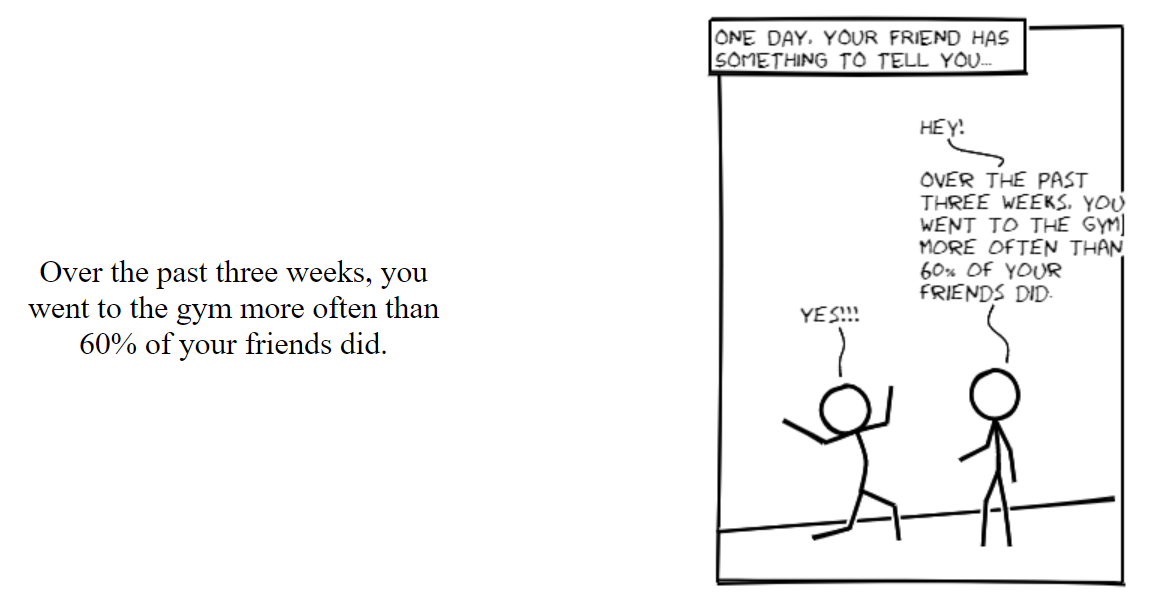 Over the past three weeks, you
went to the gym more often than
60% of your friends did.
ONE DAY, YOUR FRIEND HAS
SOMETHING TO TELL YOU...
HEY!
OVER THE PAST
THREE WEEKS, YOU
WENT TO THE GYM
MORE OFTEN THAN
60% OF YOUR
FRIENDS DID.
YES!!!